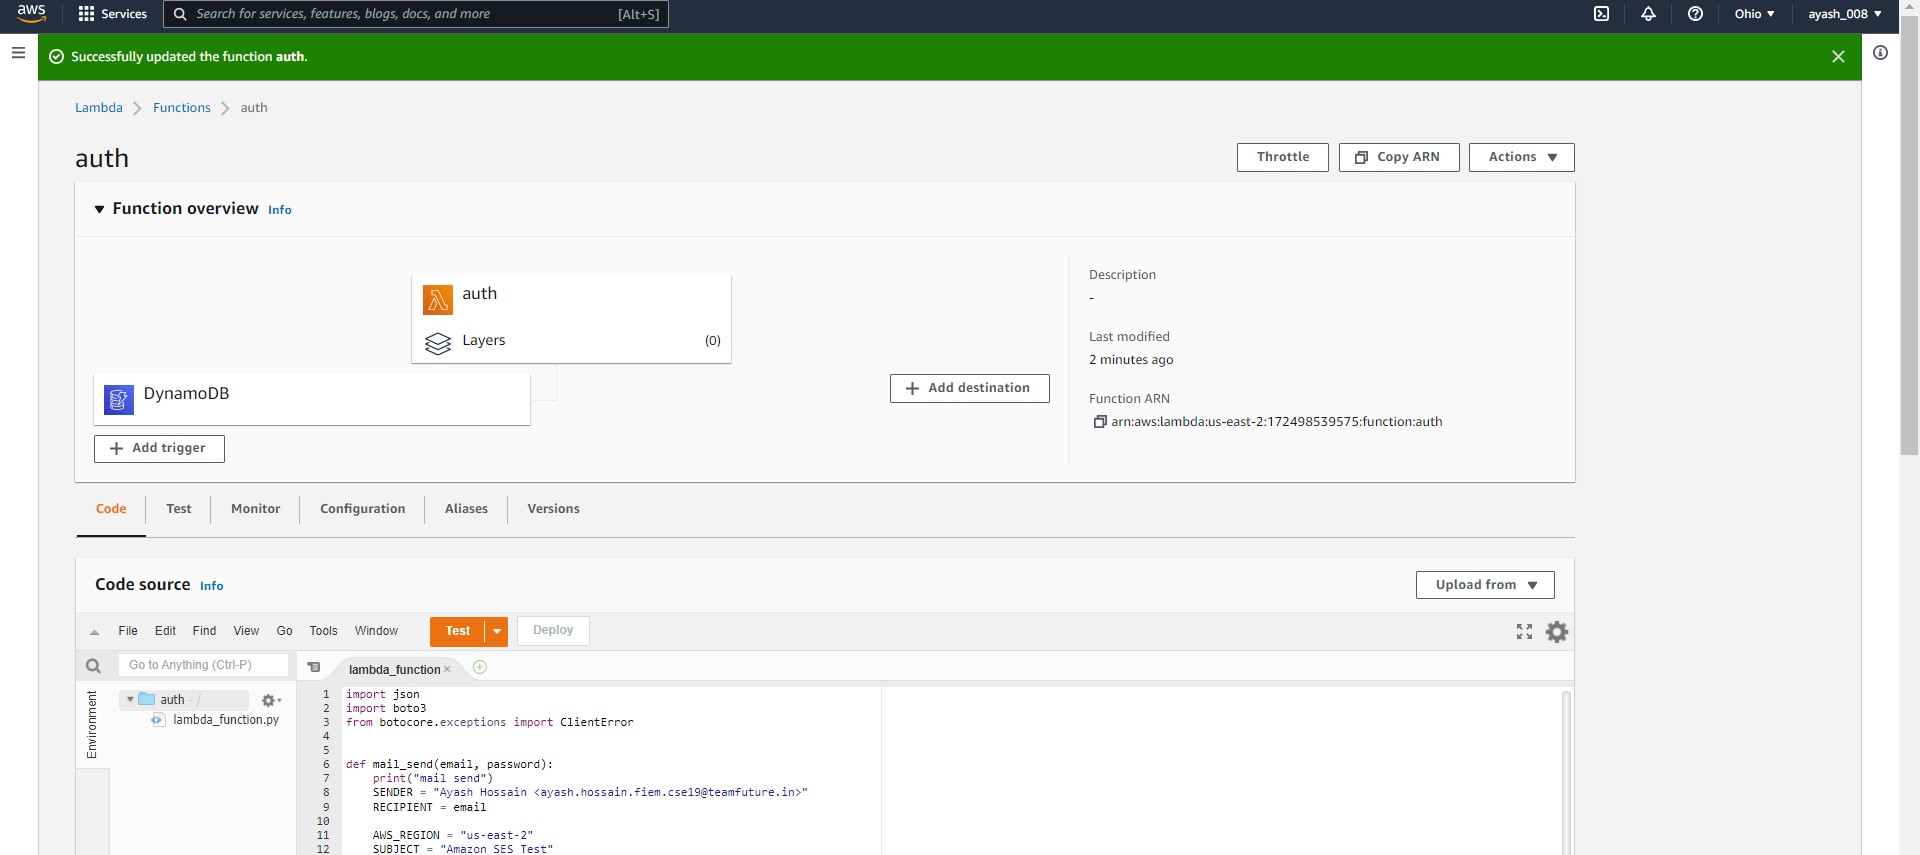 aws Services Search for services, features, blogs, docs, and more [Alt+S] Ohio ayash_008
Successfully updated the function auth.
Lambda Functions auth
auth
Throttle Copy ARN Actions
Function overview Info
auth
Layers (0)
DynamoDB
Add trigger
Add destination
Description
-
Last modified
2 minutes ago
Function ARN
arn:aws:lambda:us-east-2:172498539575:function:auth
Code Test Monitor Configuration Aliases Versions
Code source Info
Upload from
File Edit Find View Go Tools Window Test Deploy
Go to Anything (Ctrl-P)
lambda_function
Environment
auth - /
lambda_function.py
1 import json
2 import boto3
3 from botocore.exceptions import ClientError
4
5
6 def mail_send(email, password):
7 print("mail send")
8 SENDER = "Ayash Hossain <ayash.hossain.fiem.cse19@teamfuture.in>"
9 RECIPIENT = email
10
11 AWS_REGION = "us-east-2"
12 SUBJECT = "Amazon SES Test"